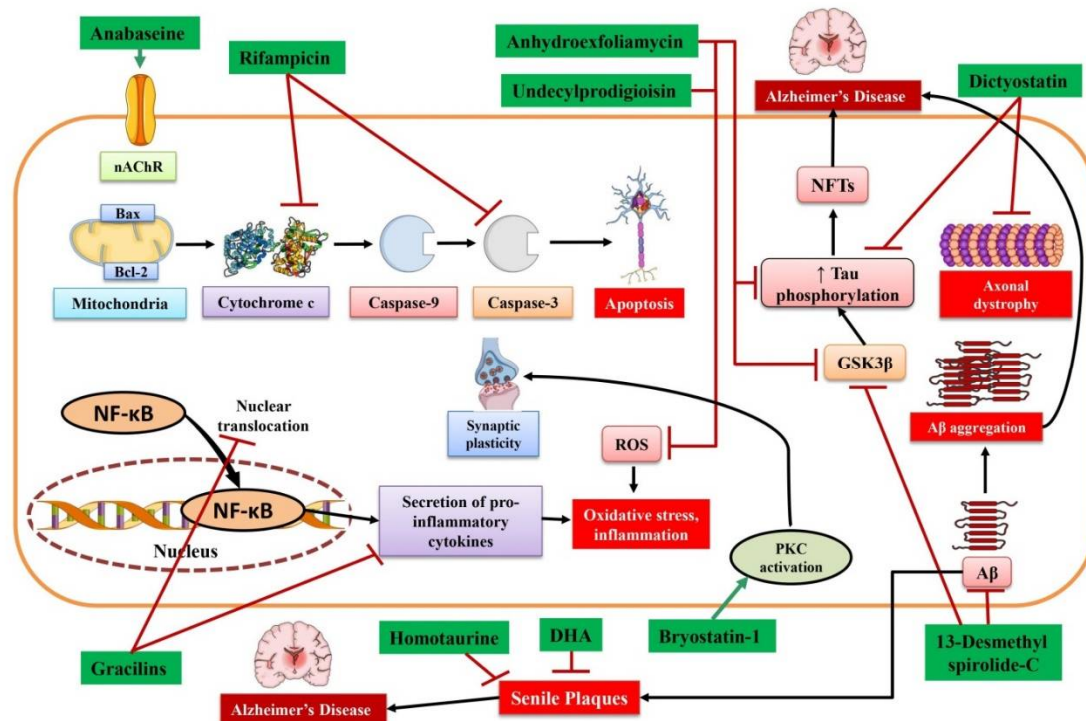 Anabaseine
Rifampicin
Anhydroexfoliamycin
Undecylprodigioisin
Alzheimer's Disease
Dictyostatin
nAChR
NFTs
Bax
Bcl-2
Mitochondria
Cytochrome c
Caspase-9
Caspase-3
Apoptosis
↑ Tau
phosphorylation
Axonal
dystrophy
GSK3β
Synaptic
plasticity
NF-κB
Nuclear
translocation
ROS
Aβ aggregation
NF-κB
Nucleus
Secretion of pro-
inflammatory
cytokines
Oxidative stress,
inflammation
PKC
activation
Aβ
Gracilins
Homotaurine
DHA
Bryostatin-1
13-Desmethyl
spirolide-C
Senile Plaques
Alzheimer's Disease